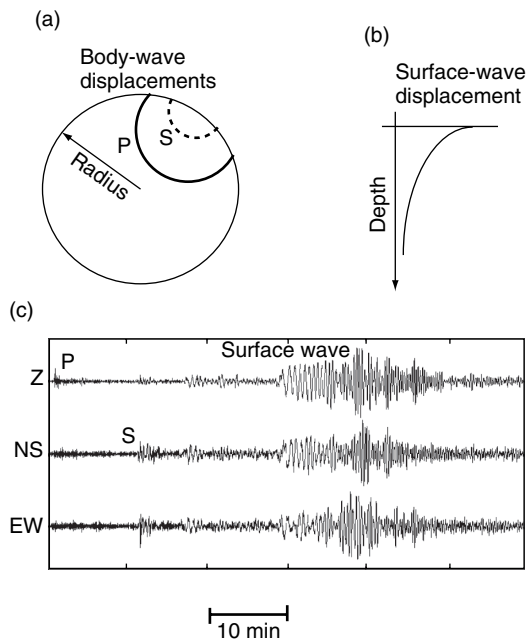 (a)
Body-wave
displacements
P
S
Radius
(b)
Surface-wave
displacement
Depth
(c)
P
Surface wave
Z
S
NS
EW
10 min